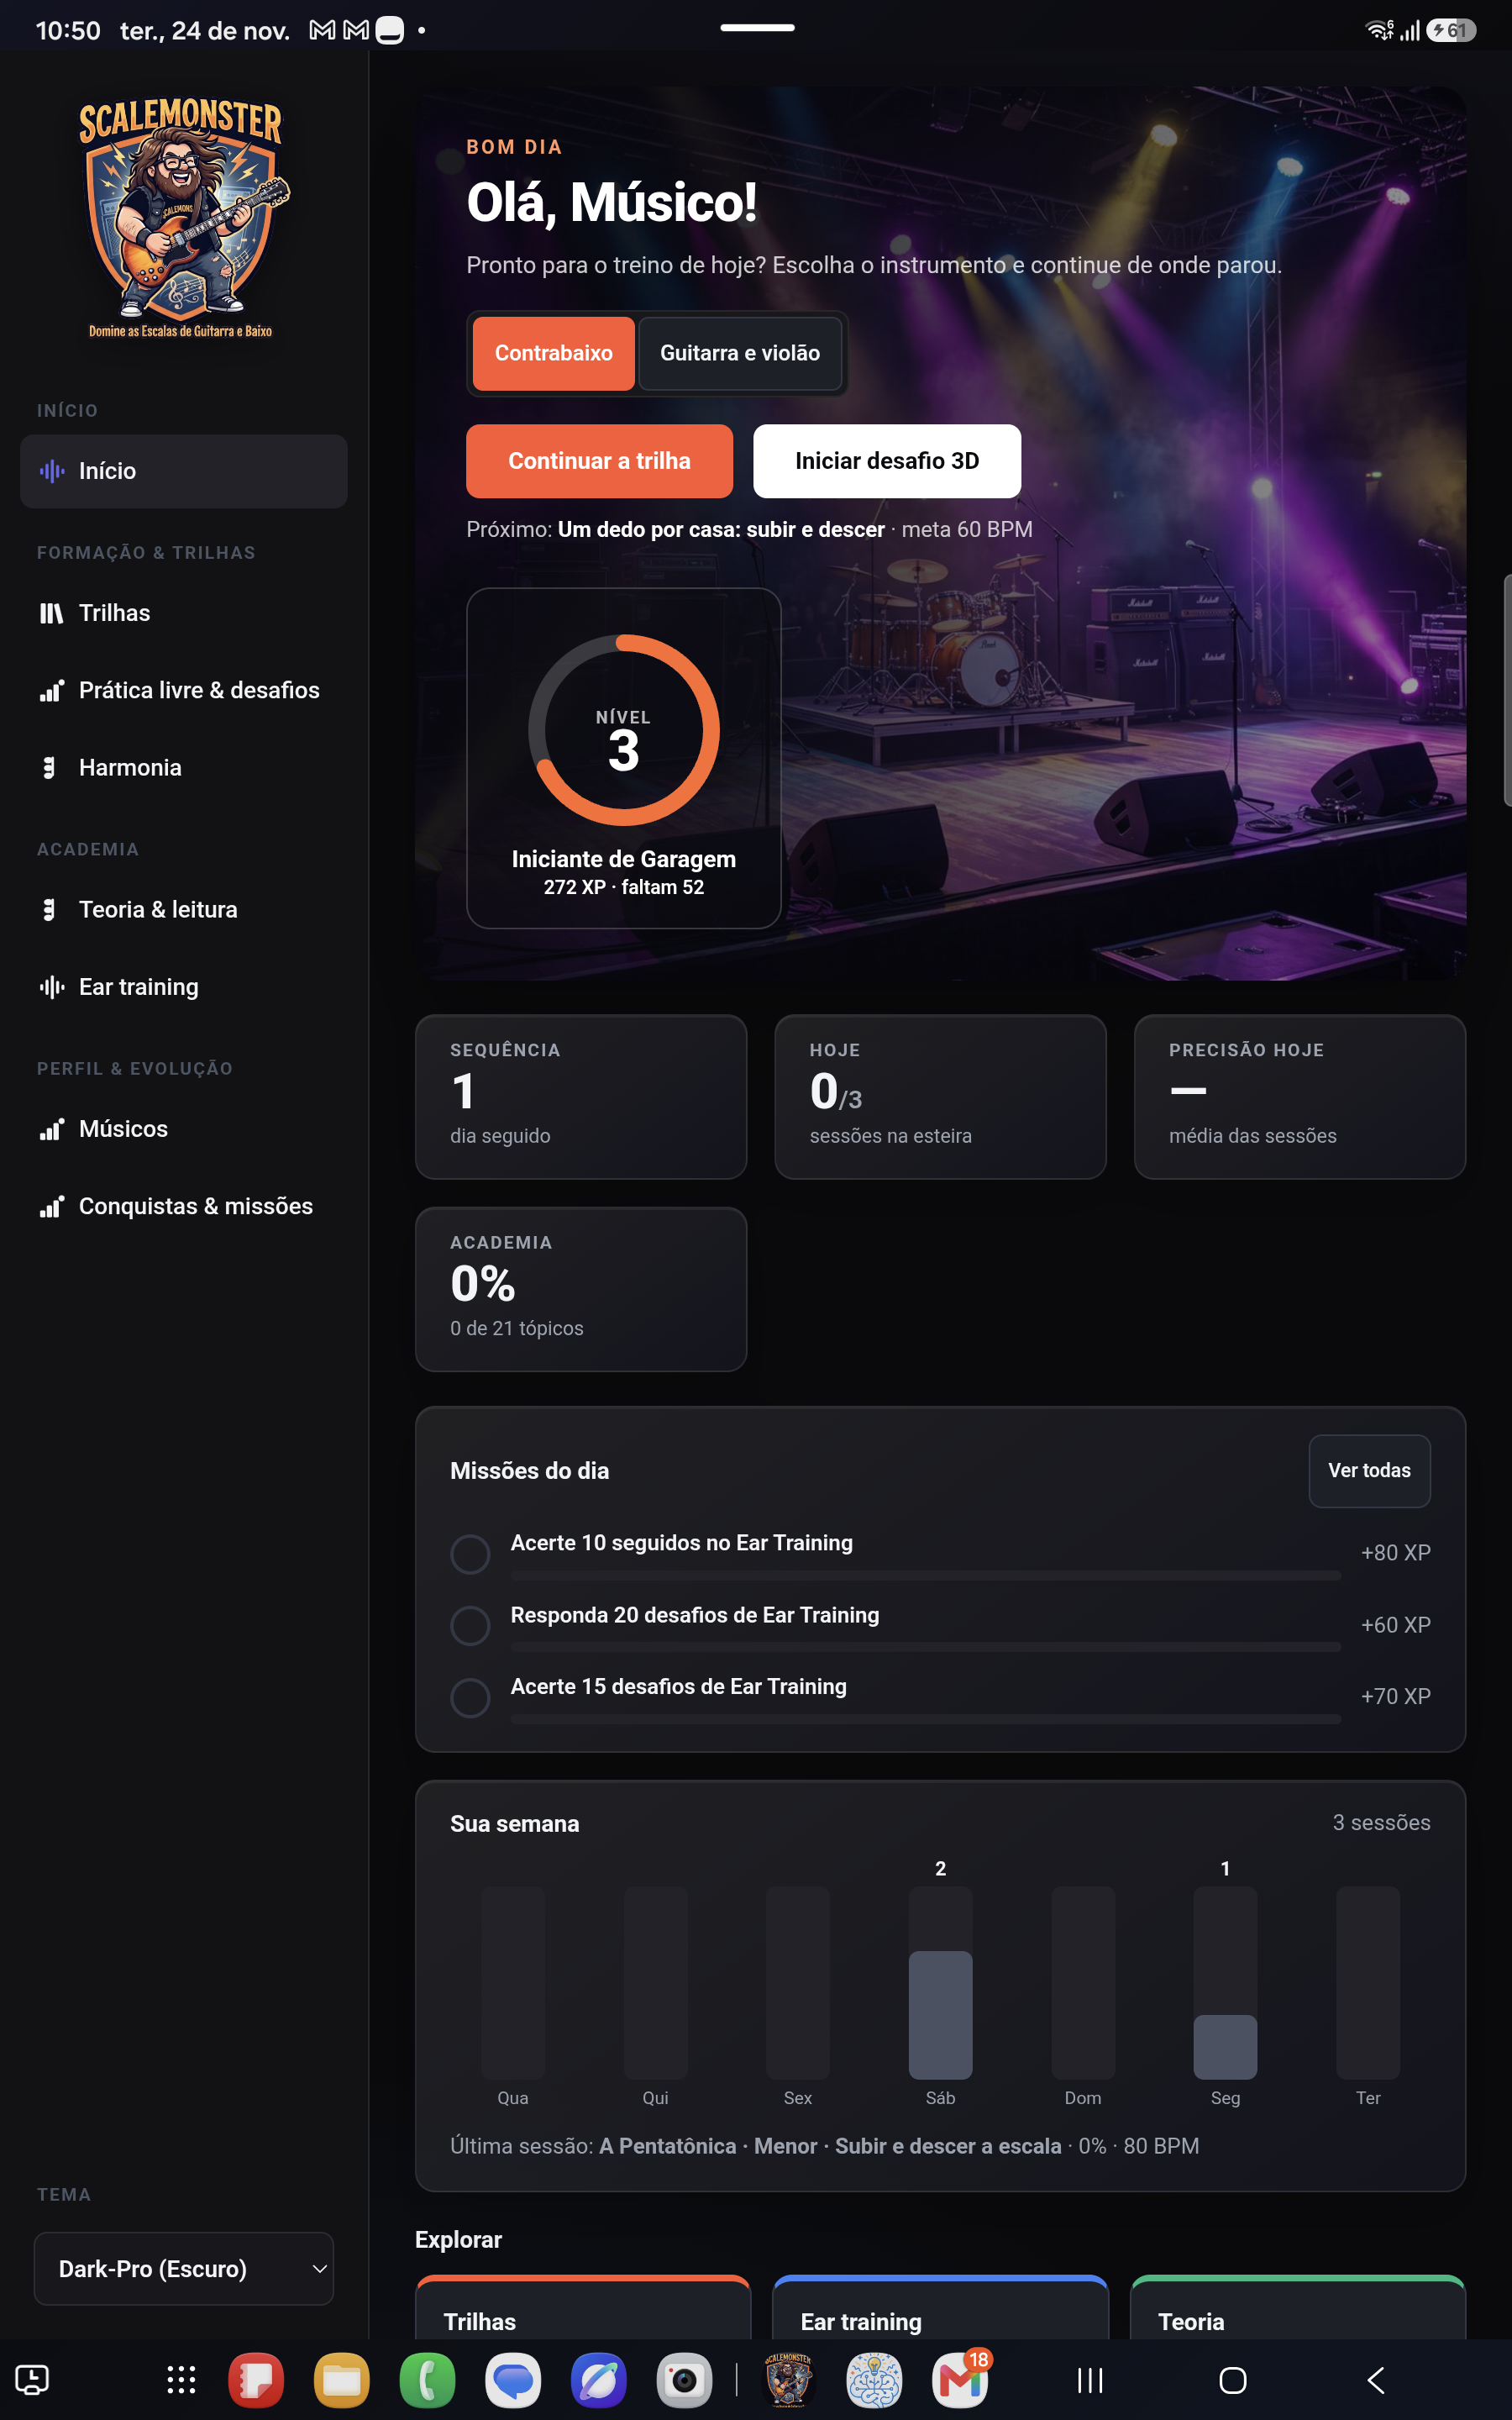 10:50 ter., 24 de nov.
6
61
SCALEMONSTER
SCALEMONS
Domine as Escalas de Guitarra e Baixo
INÍCIO
Início
FORMAÇÃO & TRILHAS
Trilhas
Prática livre & desafios
Harmonia
ACADEMIA
Teoria & leitura
Ear training
PERFIL & EVOLUÇÃO
Músicos
Conquistas & missões
TEMA
Dark-Pro (Escuro)
BOM DIA
Olá, Músico!
Pronto para o treino de hoje? Escolha o instrumento e continue de onde parou.
Contrabaixo
Guitarra e violão
Continuar a trilha
Iniciar desafio 3D
Próximo: Um dedo por casa: subir e descer · meta 60 BPM
Marshall
Marshall
Marshall
Pearl
NÍVEL
3
Iniciante de Garagem
272 XP · faltam 52
SEQUÊNCIA
1
dia seguido
HOJE
0/3
sessões na esteira
PRECISÃO HOJE
—
média das sessões
ACADEMIA
0%
0 de 21 tópicos
Missões do dia
Ver todas
Acerte 10 seguidos no Ear Training
+80 XP
Responda 20 desafios de Ear Training
+60 XP
Acerte 15 desafios de Ear Training
+70 XP
Sua semana
3 sessões
2
1
Qua
Qui
Sex
Sáb
Dom
Seg
Ter
Última sessão: A Pentatônica · Menor · Subir e descer a escala · 0% · 80 BPM
Explorar
Trilhas
Ear training
Teoria
SCALEMONSTER
18